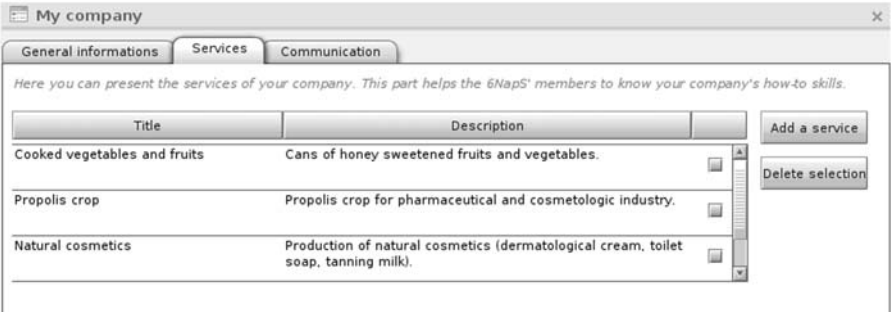 My company
General informations Services Communication
Here you can present the services of your company. This part helps the 6NapS' members to know your company's how-to skills.
Title Description
Add a service
Cooked vegetables and fruits Cans of honey sweetened fruits and vegetables.
Delete selection
Propolis crop Propolis crop for pharmaceutical and cosmetologic industry.
Natural cosmetics Production of natural cosmetics (dermatological cream, toilet
soap, tanning milk).